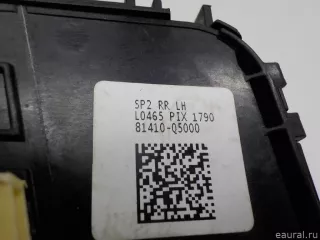 SP2 RR LH
L0465 PIX 1790
81410-Q5000
© eaural.ru